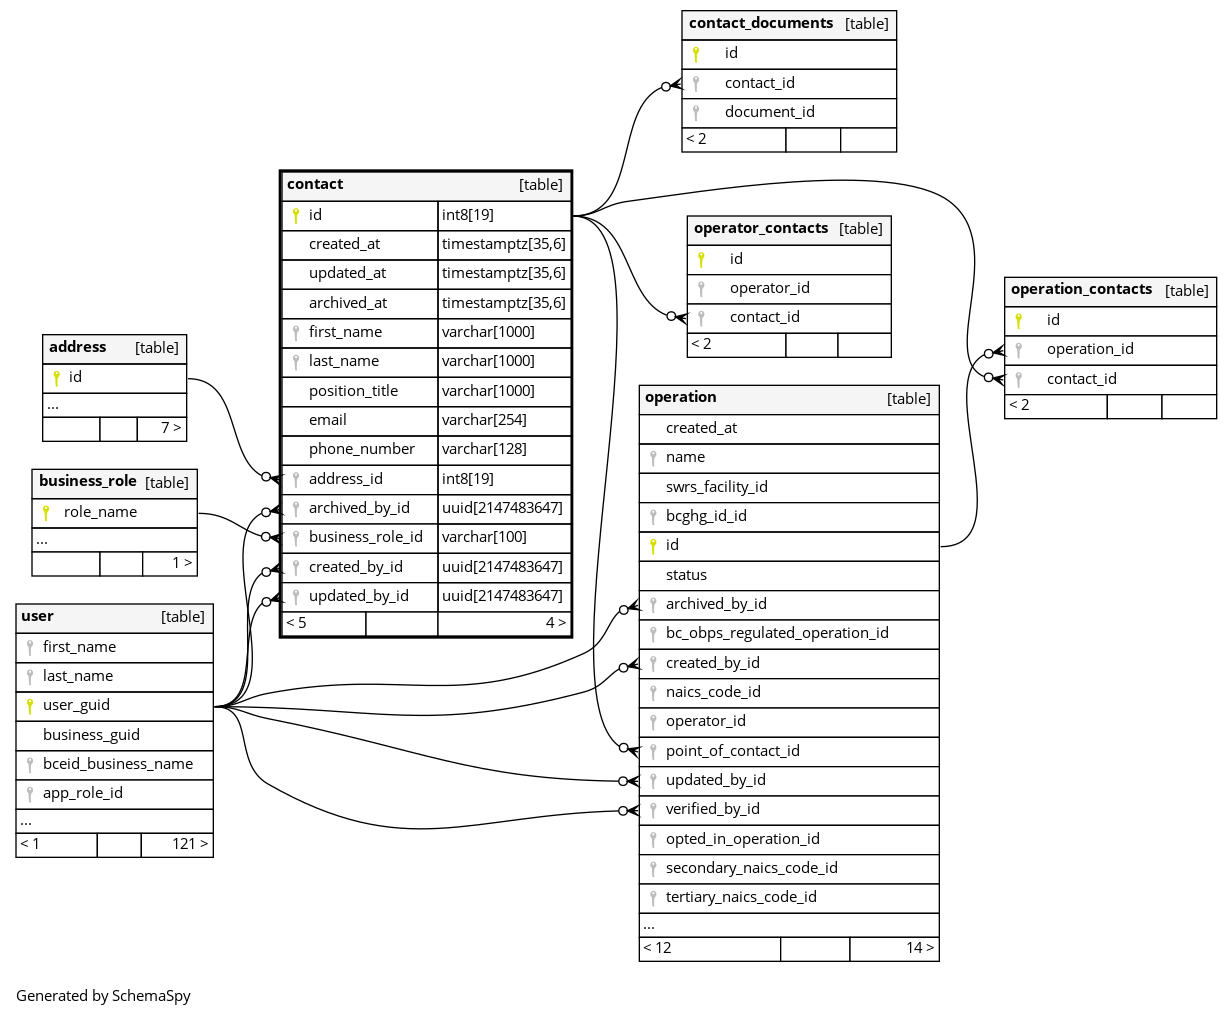 contact_documents [table]
id
contact_id
document_id
< 2
contact [table]
id int8[19]
created_at timestamptz[35,6]
updated_at timestamptz[35,6]
archived_at timestamptz[35,6]
first_name varchar[1000]
last_name varchar[1000]
position_title varchar[1000]
email varchar[254]
phone_number varchar[128]
address_id int8[19]
archived_by_id uuid[2147483647]
business_role_id varchar[100]
created_by_id uuid[2147483647]
updated_by_id uuid[2147483647]
< 5 4 >
operator_contacts [table]
id
operator_id
contact_id
< 2
operation_contacts [table]
id
operation_id
contact_id
< 2
address [table]
id
...
7 >
business_role [table]
role_name
...
1 >
user [table]
first_name
last_name
user_guid
business_guid
bceid_business_name
app_role_id
...
< 1 121 >
operation [table]
created_at
name
swrs_facility_id
bcghg_id_id
id
status
archived_by_id
bc_obps_regulated_operation_id
created_by_id
naics_code_id
operator_id
point_of_contact_id
updated_by_id
verified_by_id
opted_in_operation_id
secondary_naics_code_id
tertiary_naics_code_id
...
< 12 14 >
Generated by SchemaSpy